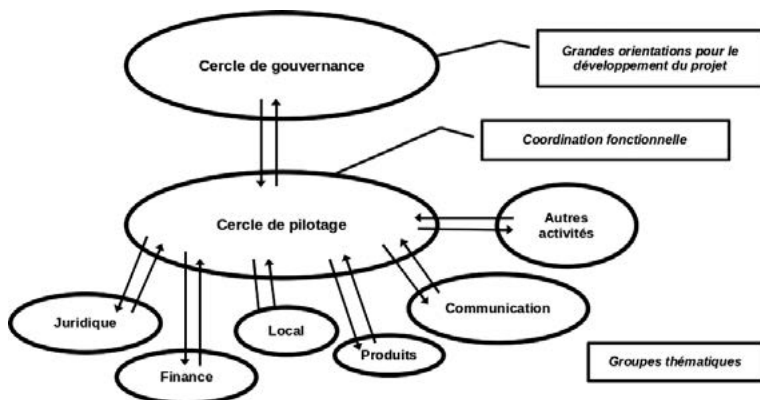 Cercle de gouvernance
Grandes orientations pour le
développement du projet
Coordination fonctionnelle
Cercle de pilotage
Autres
activités
Juridique
Finance
Local
Produits
Communication
Groupes thématiques